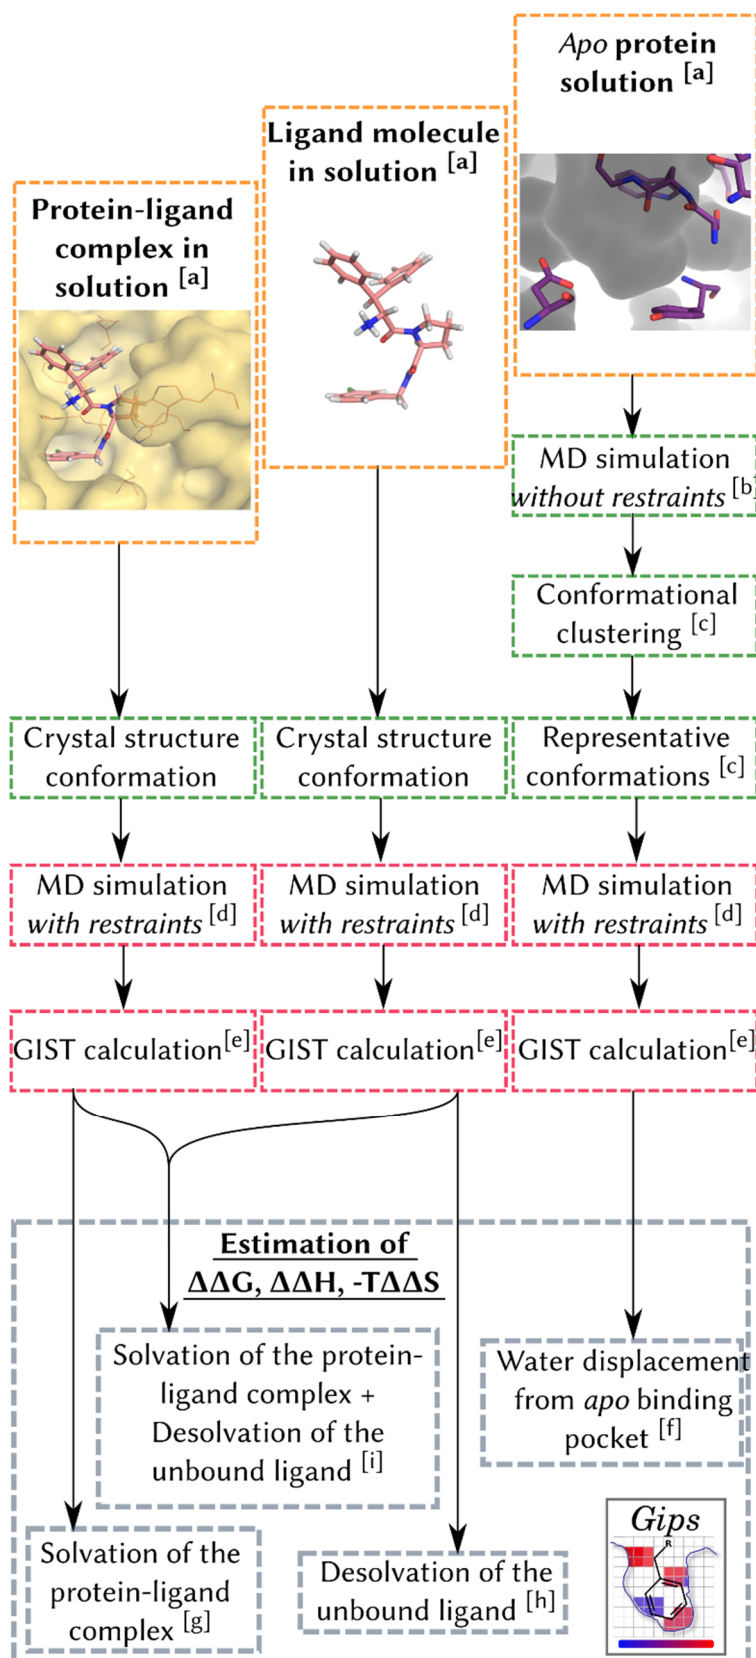 Apo protein
solution [a]
Ligand molecule
in solution [a]
Protein-ligand
complex in
solution [a]
MD simulation
without restraints [b]
Conformational
clustering [c]
Crystal structure
conformation
Crystal structure
conformation
Representative
conformations [c]
MD simulation
with restraints [d]
MD simulation
with restraints [d]
MD simulation
with restraints [d]
GIST calculation[e]
GIST calculation[e]
GIST calculation[e]
Estimation of
ΔΔG, ΔΔH, -TΔΔS
Solvation of the protein-
ligand complex +
Desolvation of the
unbound ligand [i]
Water displacement
from apo binding
pocket [f]
Solvation of the
protein-ligand
complex [g]
Desolvation of the
unbound ligand [h]
Gips
R